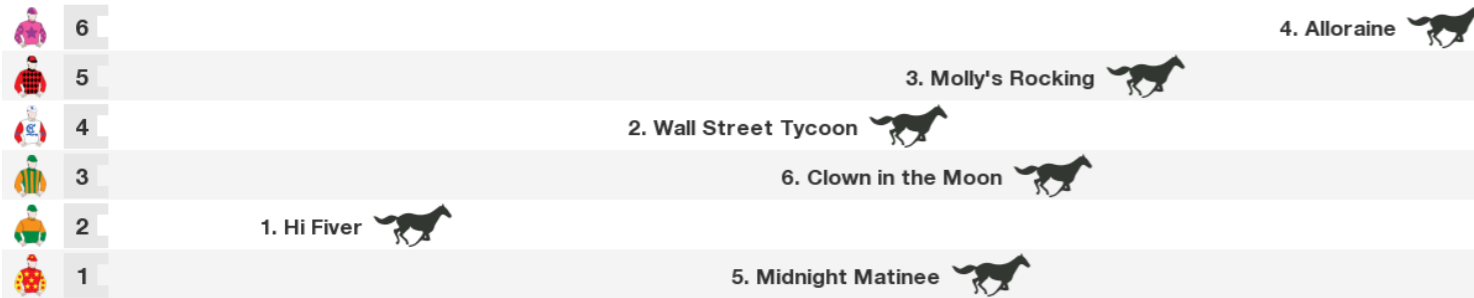 6 4. Alloraine
5 3. Molly's Rocking
4 2. Wall Street Tycoon
3 6. Clown in the Moon
2 1. Hi Fiver
1 5. Midnight Matinee